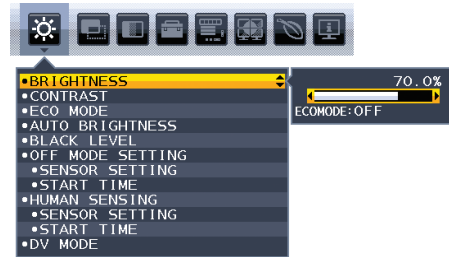 •BRIGHTNESS
70.0%
ECOMODE:OFF
•CONTRAST
•ECO MODE
•AUTO BRIGHTNESS
•BLACK LEVEL
•OFF MODE SETTING
•SENSOR SETTING
•START TIME
•HUMAN SENSING
•SENSOR SETTING
•START TIME
•DV MODE